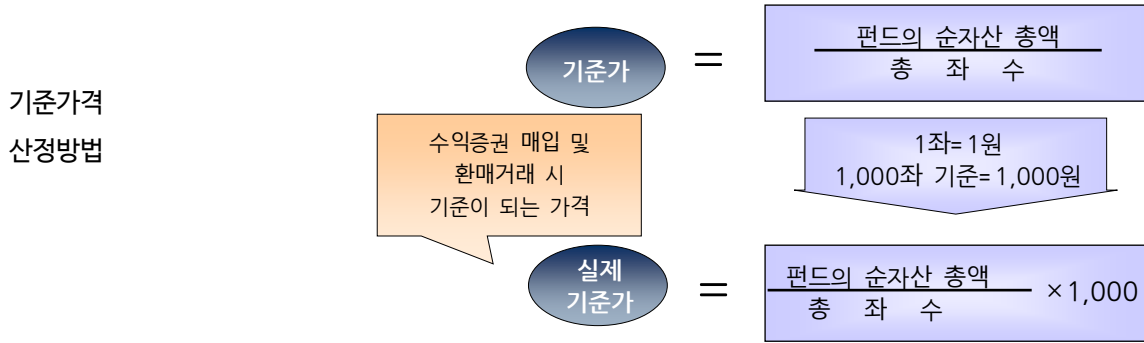 기준가격
산정방법
기준가
=
펀드의 순자산 총액
총 좌 수
수익증권 매입 및
환매거래 시
기준이 되는 가격
1좌=1원
1,000좌 기준=1,000원
실제
기준가
=
펀드의 순자산 총액
총 좌 수
×1,000